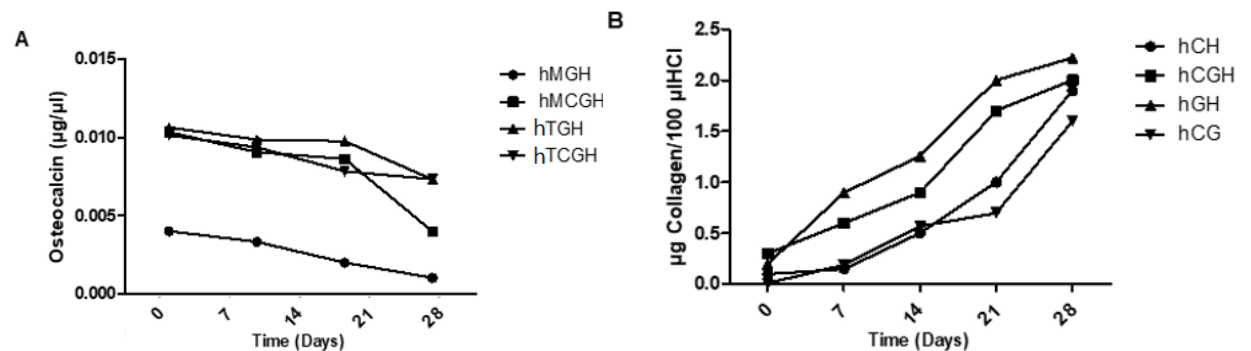 A
Osteocalcin (µg/µl)
0.015
0.010
0.005
0.000
0 7 14 21 28
Time (Days)
hMGH
hMCGH
hTGH
hTCGH
B
µg Collagen/100 µlHCl
2.5
2.0
1.5
1.0
0.5
0.0
0 7 14 21 28
Time (Days)
hCH
hCGH
hGH
hCG